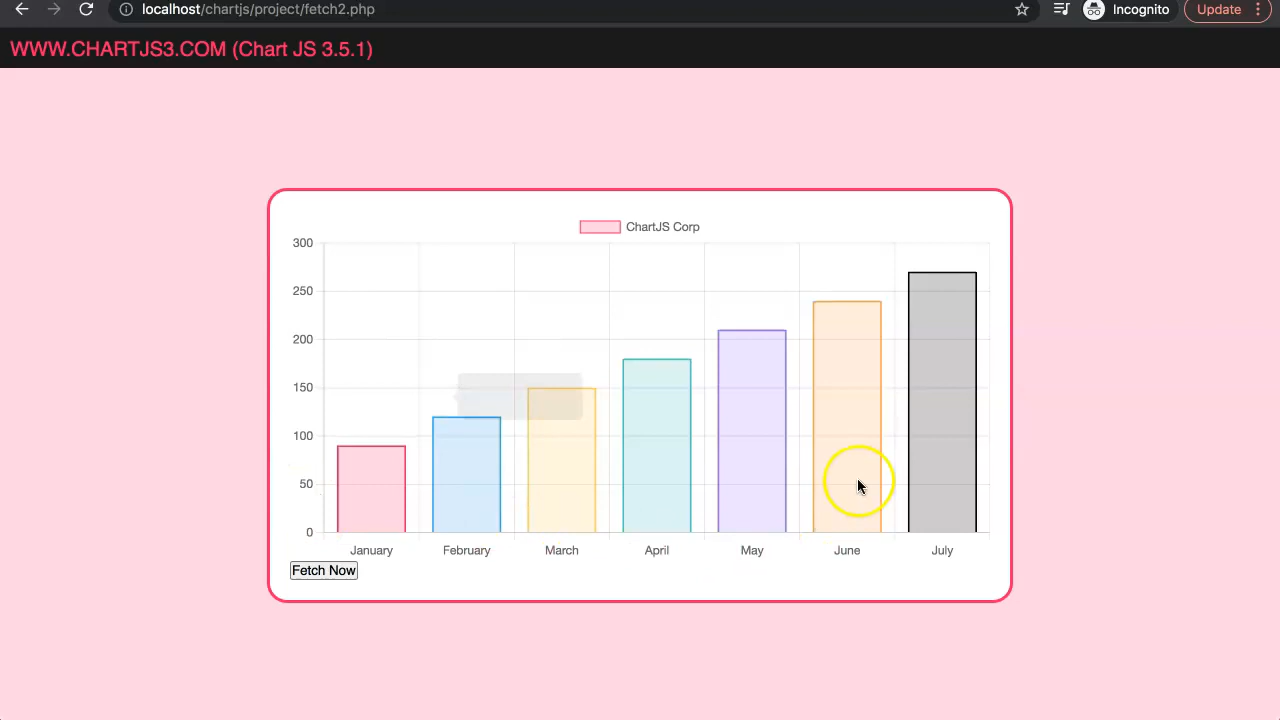 localhost/chartjs/project/fetch2.php
Incognito
Update
WWW.CHARTJS3.COM (Chart JS 3.5.1)
ChartJS Corp
300
250
200
150
100
50
0
January February March April May June July
Fetch Now